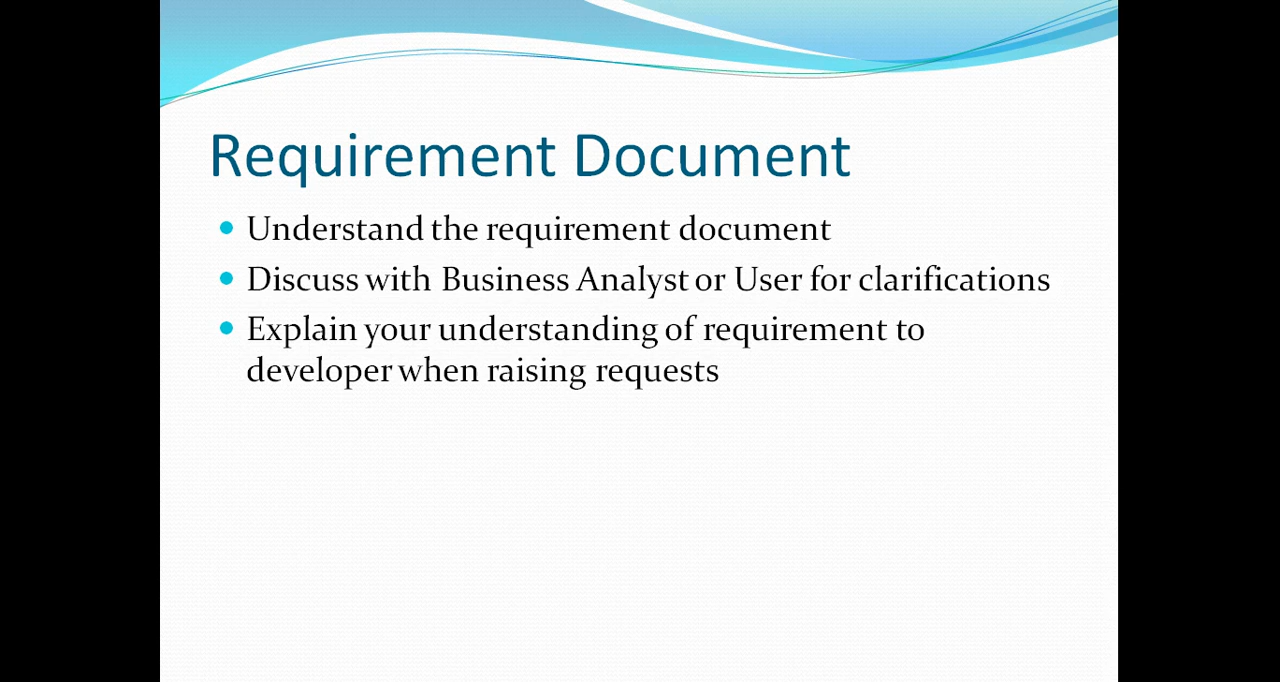 Requirement Document
Understand the requirement document
Discuss with Business Analyst or User for clarifications
Explain your understanding of requirement to
developer when raising requests